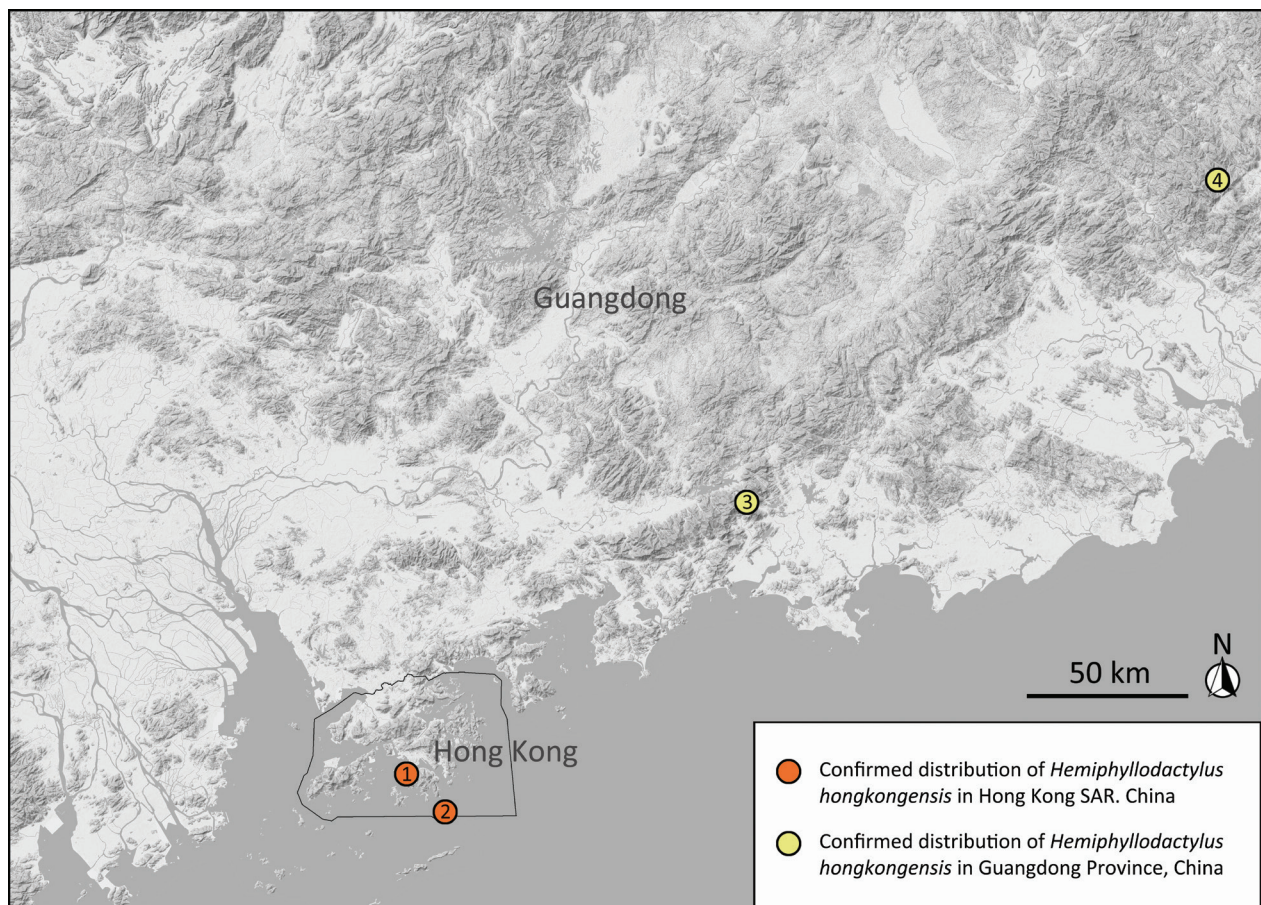 4
Guangdong
3
N
50 km
Hong Kong
1
2
Confirmed distribution of Hemiphyllodactylus
hongkongensis in Hong Kong SAR. China
Confirmed distribution of Hemiphyllodactylus
hongkongensis in Guangdong Province, China